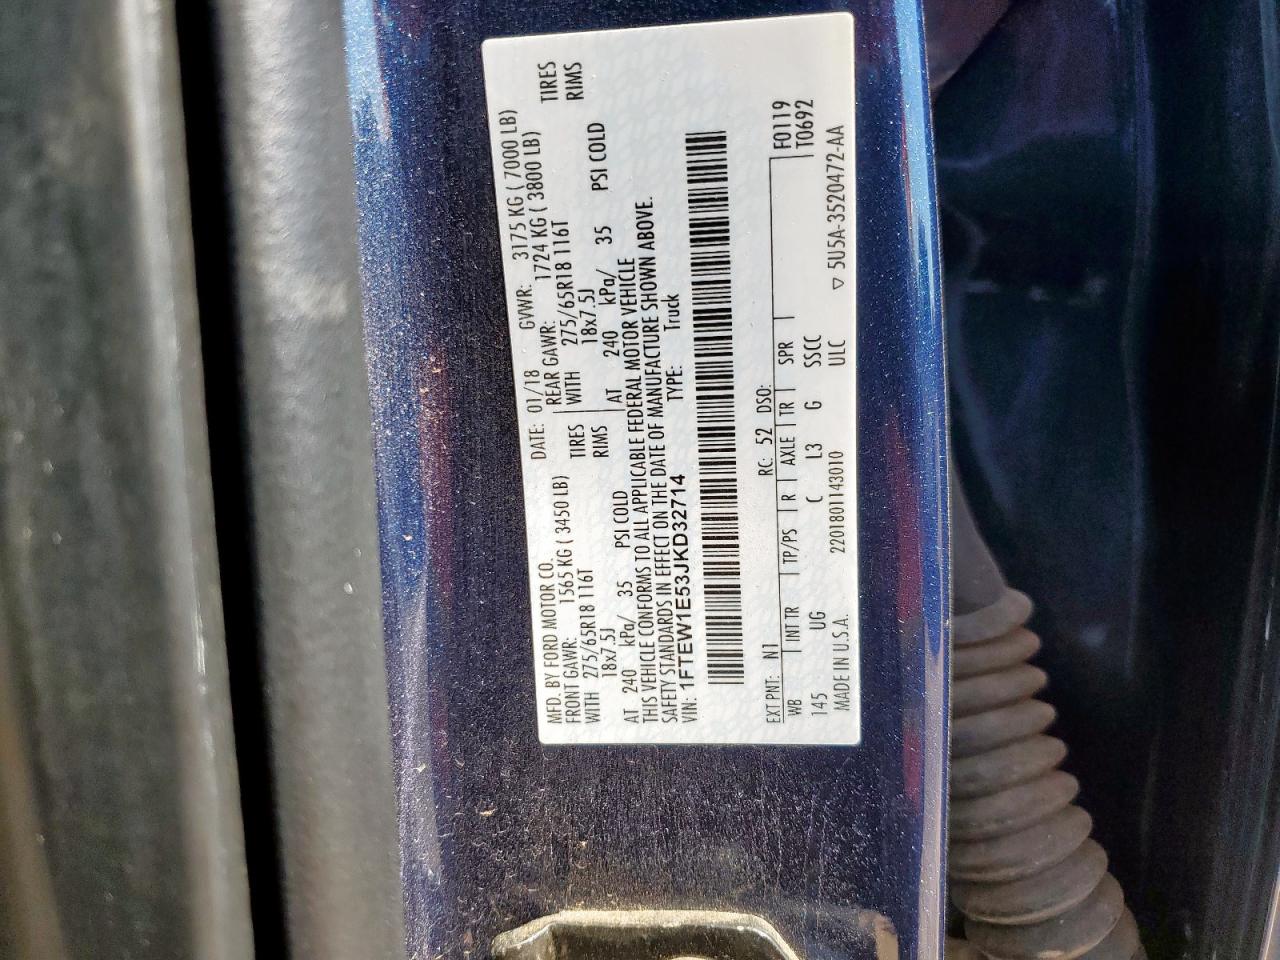 MFD. BY FORD MOTOR CO. DATE: 01/18 GVWR: 3175 KG ( 7000 LB)
FRONT GAWR: 1565 KG ( 3450 LB) REAR GAWR: 1724 KG ( 3800 LB)
WITH 275/65R18 116T TIRES WITH 275/65R18 116T TIRES
18x7.5J RIMS 18x7.5J RIMS
AT 240 kPa/ 35 PSI COLD AT 240 kPa/ 35 PSI COLD
THIS VEHICLE CONFORMS TO ALL APPLICABLE FEDERAL MOTOR VEHICLE
SAFETY STANDARDS IN EFFECT ON THE DATE OF MANUFACTURE SHOWN ABOVE.
VIN: 1FTEW1E53JKD32714 TYPE: Truck
EXT PNT: N1 RC: 52 DSO: F0119
WB INT TR TP/PS R AXLE TR SPR T0692
145 UG C L3 G SSCC
MADE IN U.S.A. 2201801143010 ULC ▽ 5U5A-3520472-AA